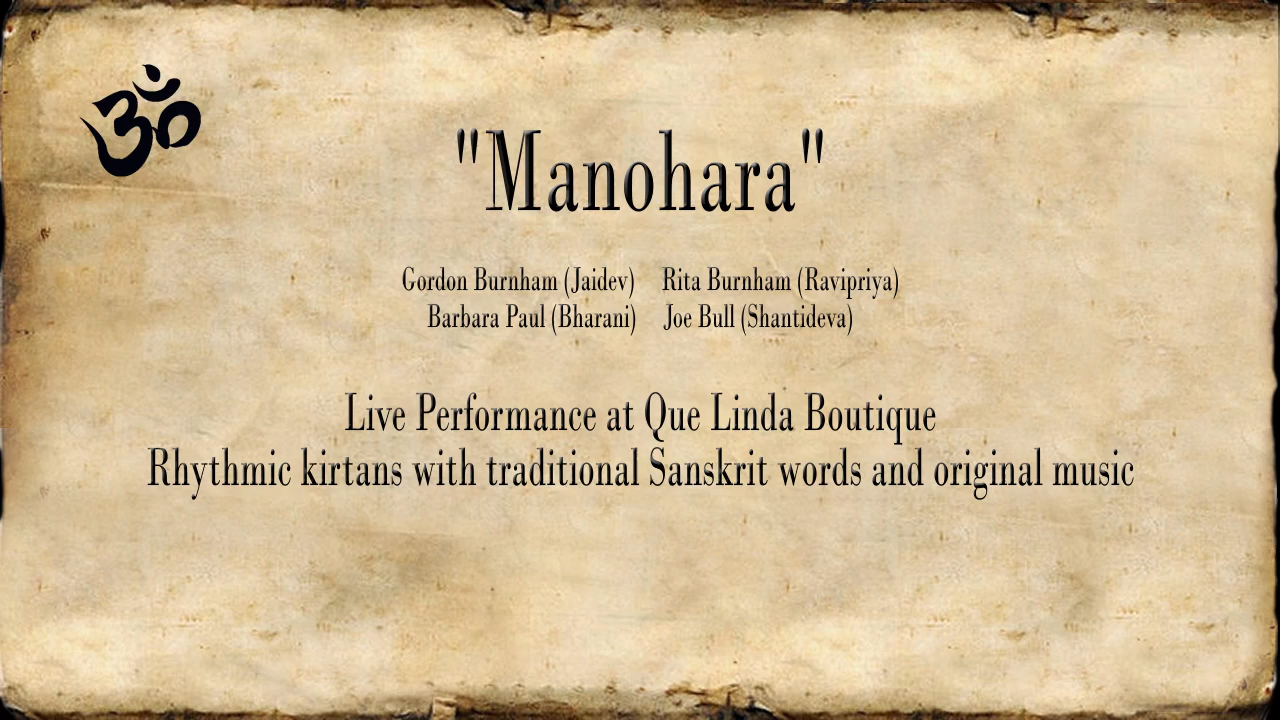 ॐ
"Manohara"
Gordon Burnham (Jaidev) Rita Burnham (Ravipriya)
Barbara Paul (Bharani) Joe Bull (Shantideva)
Live Performance at Que Linda Boutique
Rhythmic kirtans with traditional Sanskrit words and original music